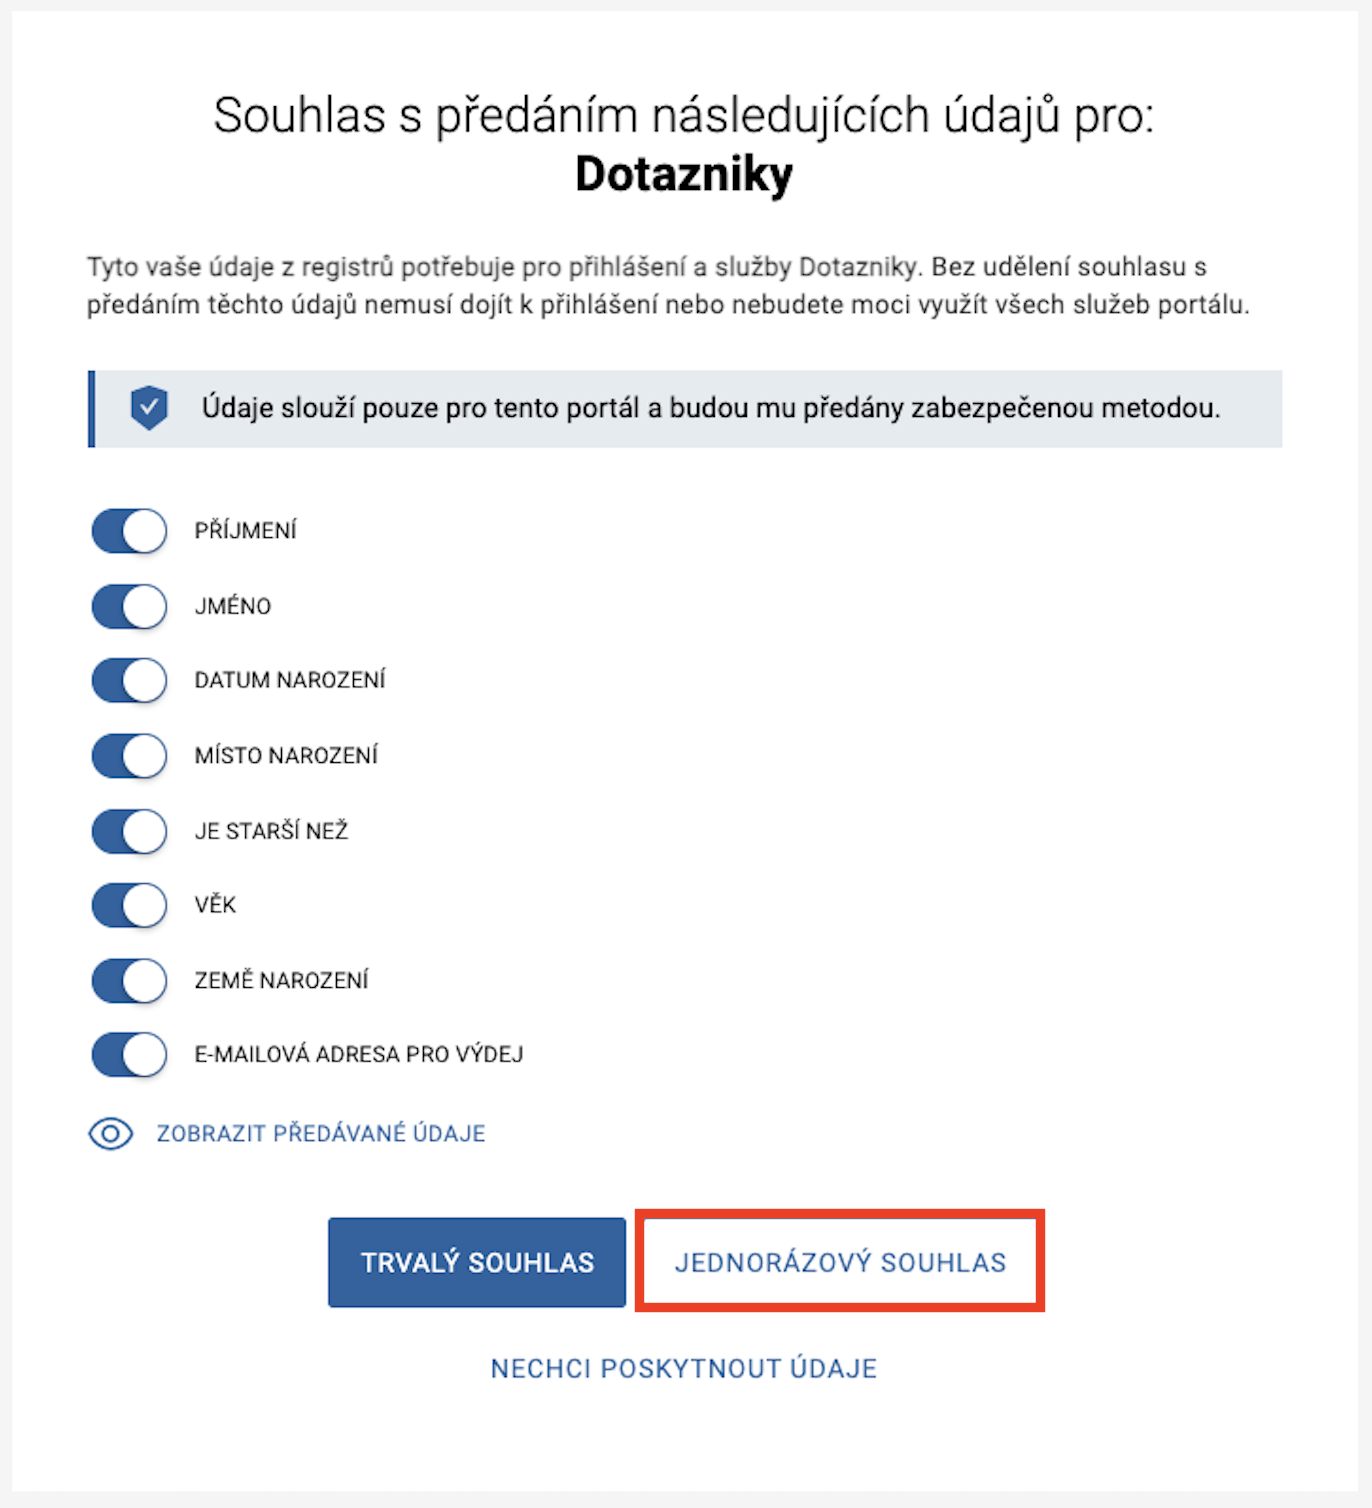 Souhlas s předáním následujících údajů pro:
Dotazniky
Tyto vaše údaje z registrů potřebuje pro přihlášení a služby Dotazniky. Bez udělení souhlasu s
předáním těchto údajů nemusí dojít k přihlášení nebo nebudete moci využít všech služeb portálu.
Údaje slouží pouze pro tento portál a budou mu předány zabezpečenou metodou.
PŘÍJMENÍ
JMÉNO
DATUM NAROZENÍ
MÍSTO NAROZENÍ
JE STARŠÍ NEŽ
VĚK
ZEMĚ NAROZENÍ
E-MAILOVÁ ADRESA PRO VÝDEJ
ZOBRAZIT PŘEDÁVANÉ ÚDAJE
TRVALÝ SOUHLAS
JEDNORÁZOVÝ SOUHLAS
NECHCI POSKYTNOUT ÚDAJE